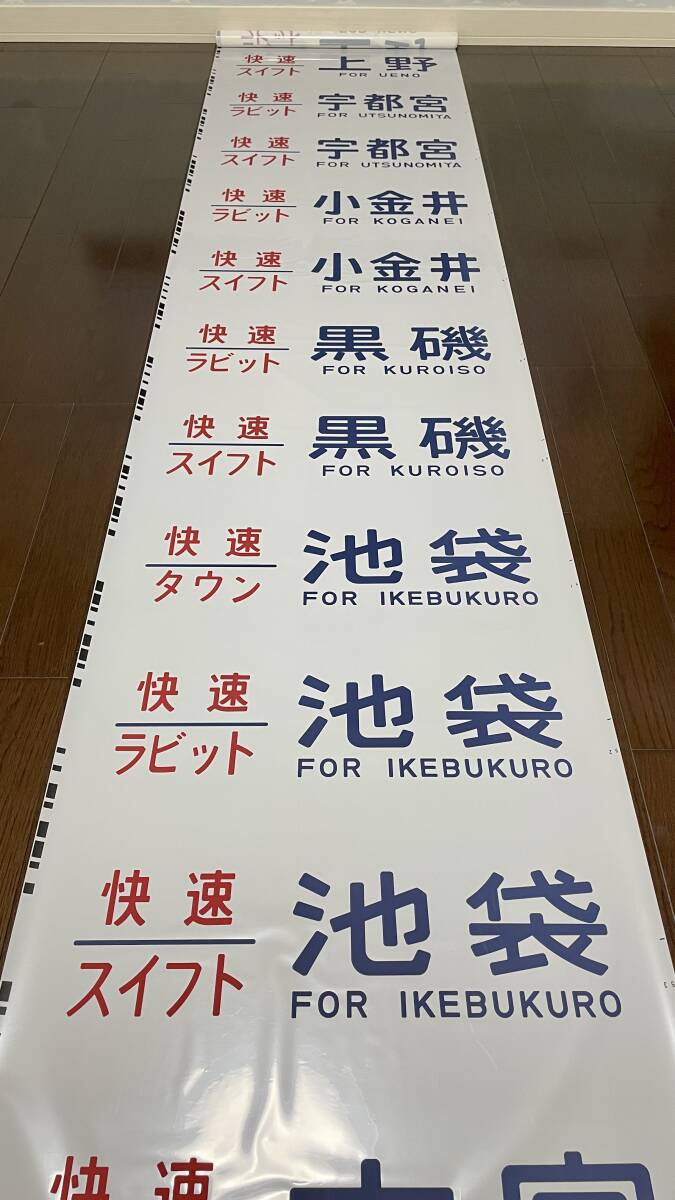 快速
スイフト
上野
FOR UENO
快速
ラビット
宇都宮
FOR UTSUNOMIYA
快速
スイフト
宇都宮
FOR UTSUNOMIYA
快速
ラビット
小金井
FOR KOGANEI
快速
スイフト
小金井
FOR KOGANEI
快速
ラビット
黒磯
FOR KUROISO
快速
スイフト
黒磯
FOR KUROISO
快速
タウン
池袋
FOR IKEBUKURO
快速
ラビット
池袋
FOR IKEBUKURO
快速
スイフト
池袋
FOR IKEBUKURO
快速